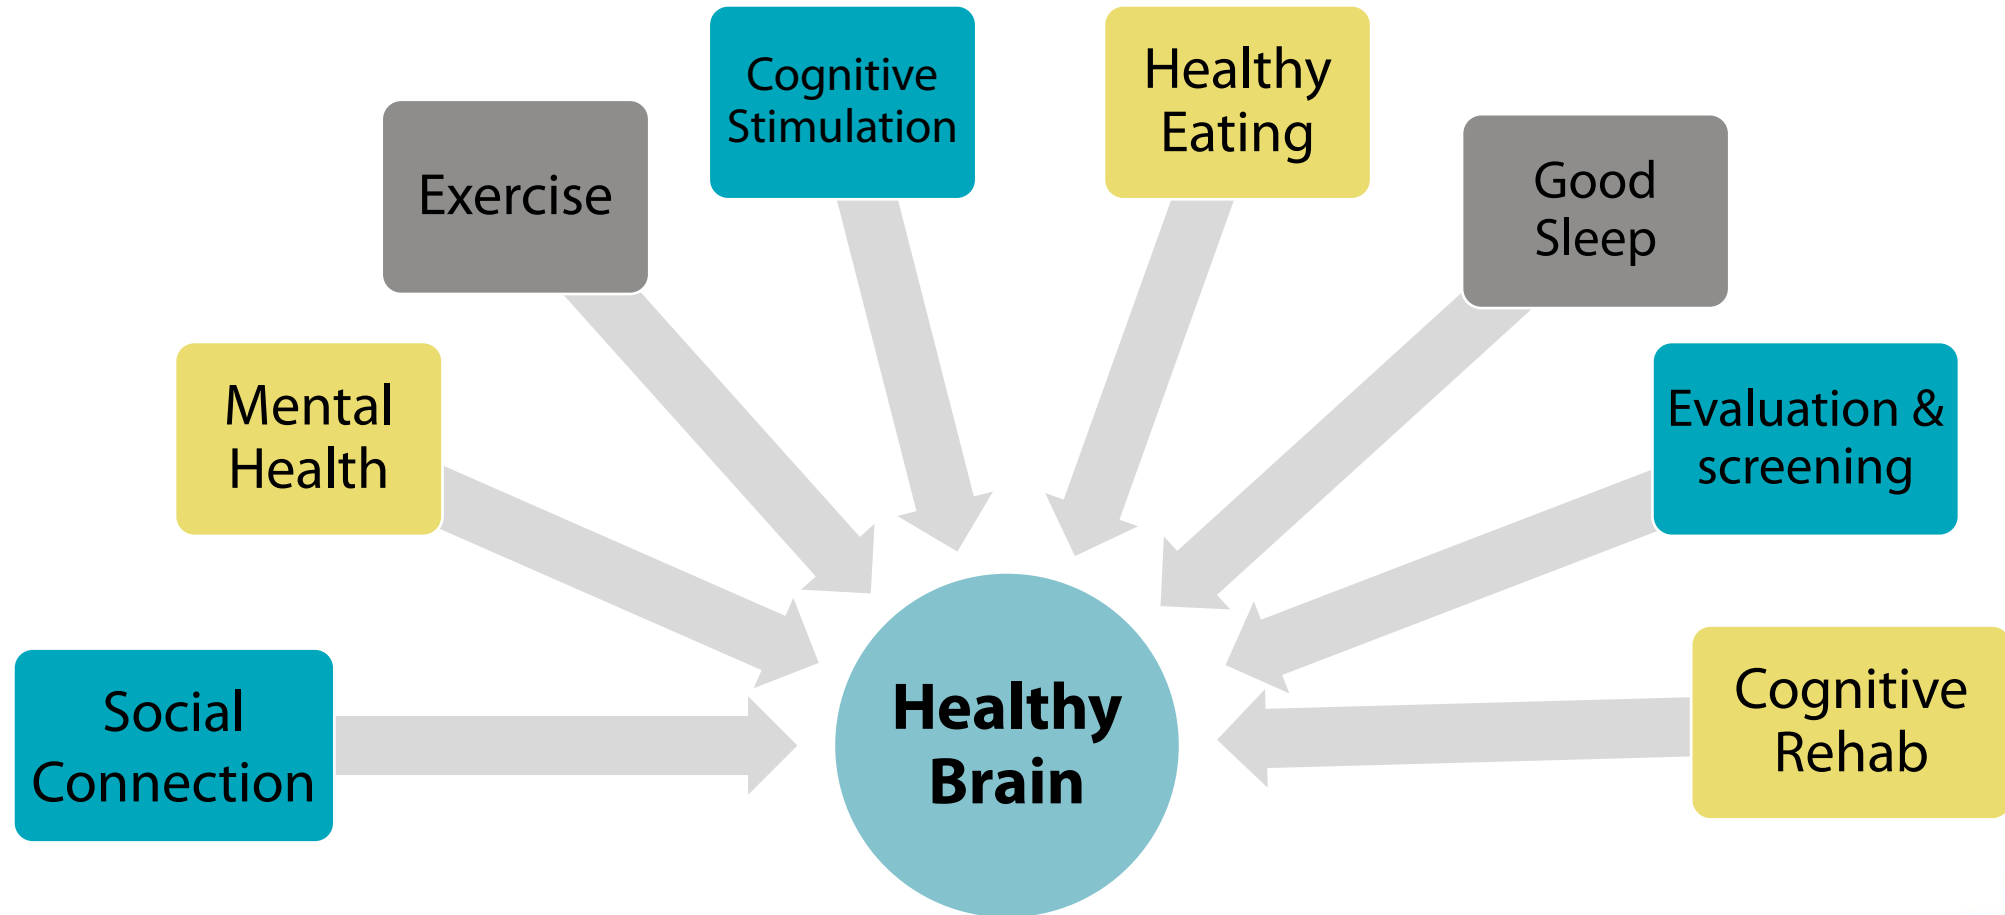 Social
Connection
Mental
Health
Exercise
Cognitive
Stimulation
Healthy
Eating
Good
Sleep
Evaluation &
screening
Cognitive
Rehab
Healthy
Brain